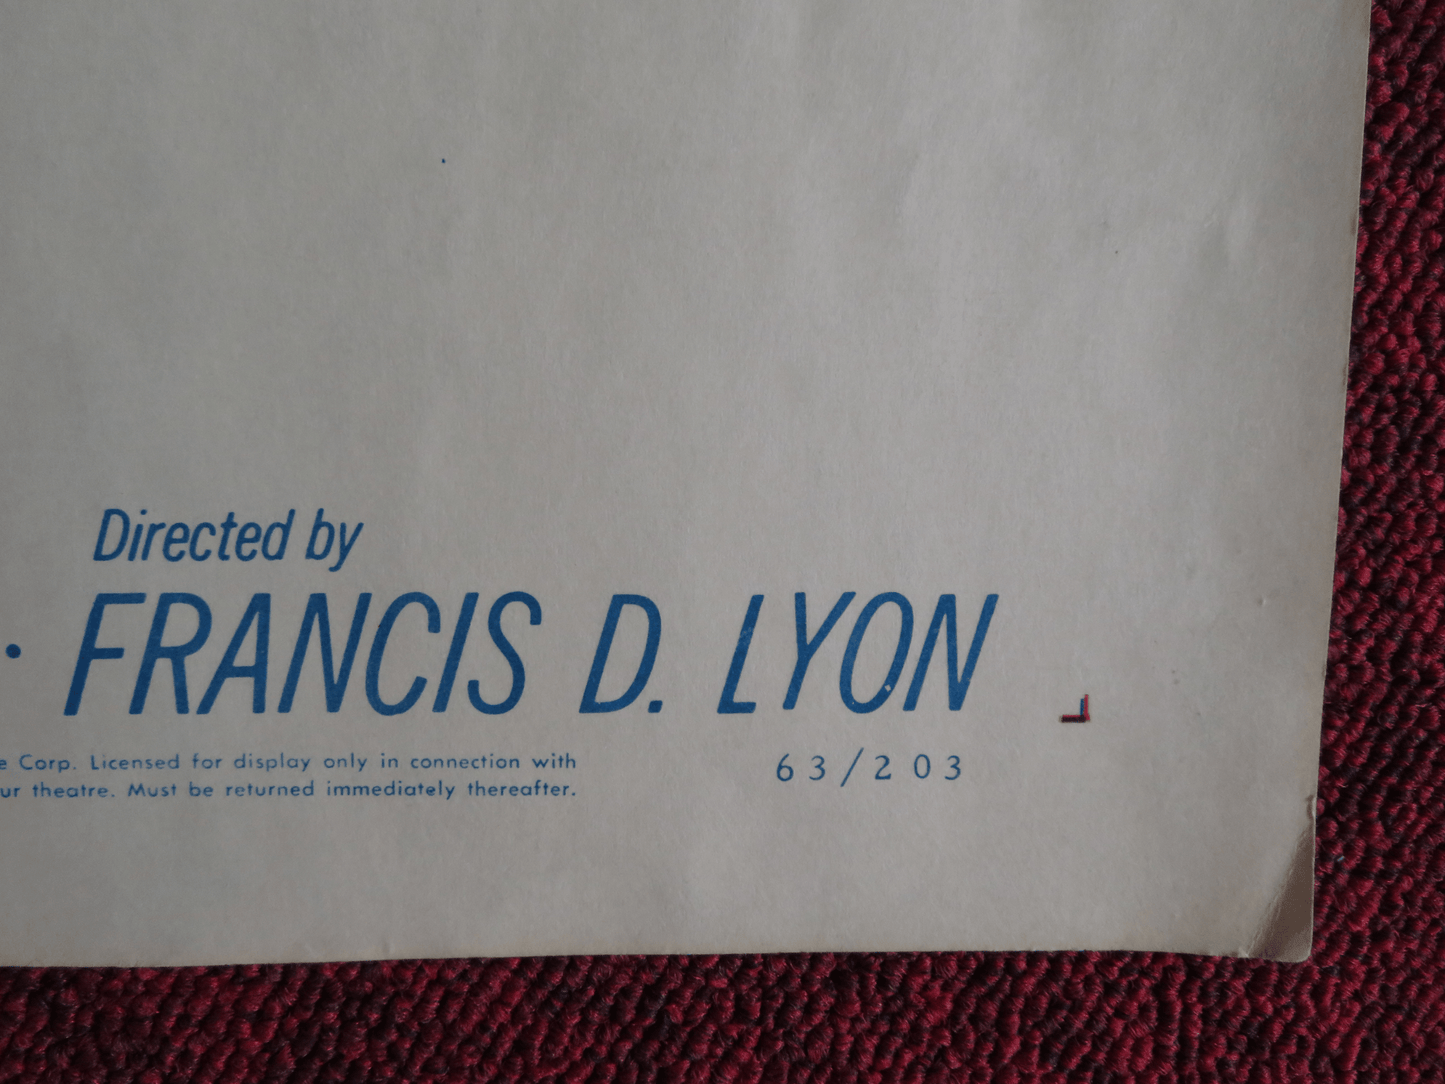 Directed by
• FRANCIS D. LYON
Corp. Licensed for display only in connection with
theatre. Must be returned immediately thereafter.
63/203